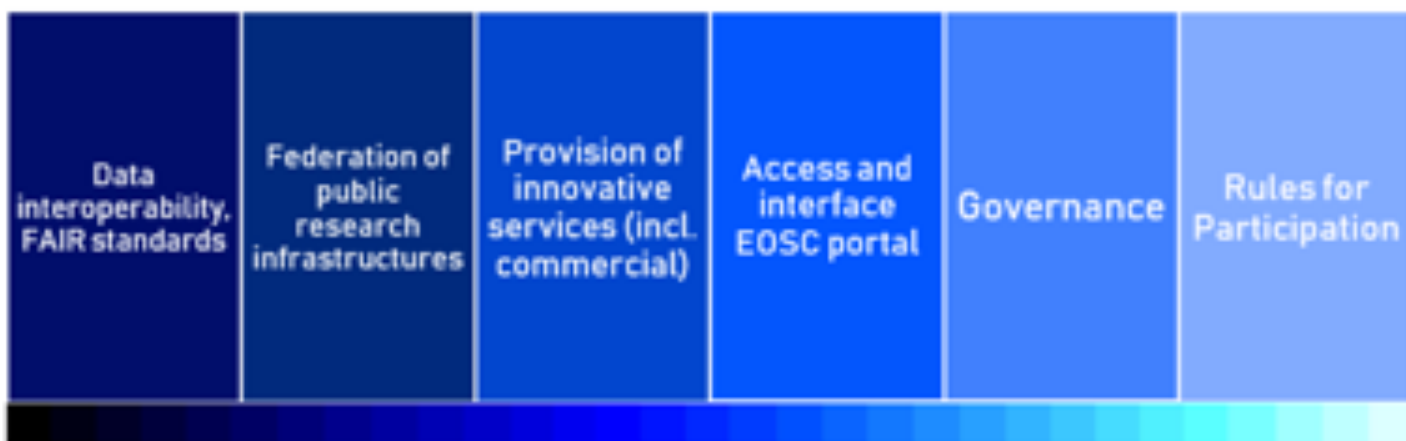 Data
interoperability,
FAIR standards
Federation of
public
research
infrastructures
Provision of
innovative
services (incl.
commercial)
Access and
interface
EOSC portal
Governance
Rules for
Participation